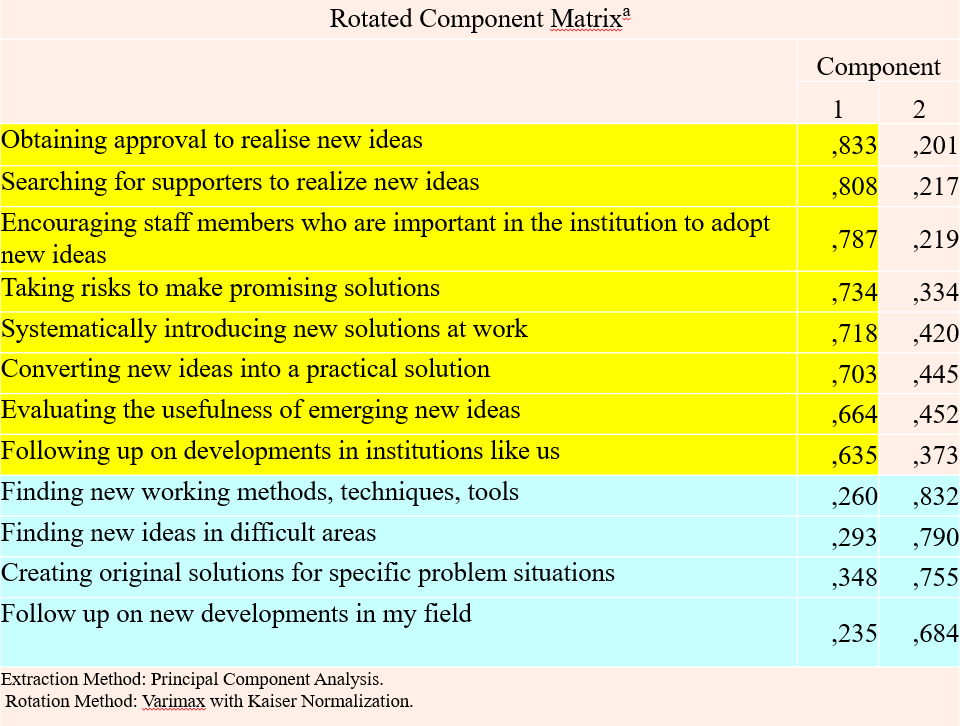 Rotated Component Matrixᵃ
Component
1 2
Obtaining approval to realise new ideas ,833 ,201
Searching for supporters to realize new ideas ,808 ,217
Encouraging staff members who are important in the institution to adopt
new ideas ,787 ,219
Taking risks to make promising solutions ,734 ,334
Systematically introducing new solutions at work ,718 ,420
Converting new ideas into a practical solution ,703 ,445
Evaluating the usefulness of emerging new ideas ,664 ,452
Following up on developments in institutions like us ,635 ,373
Finding new working methods, techniques, tools ,260 ,832
Finding new ideas in difficult areas ,293 ,790
Creating original solutions for specific problem situations ,348 ,755
Follow up on new developments in my field ,235 ,684
Extraction Method: Principal Component Analysis.
Rotation Method: Varimax with Kaiser Normalization.